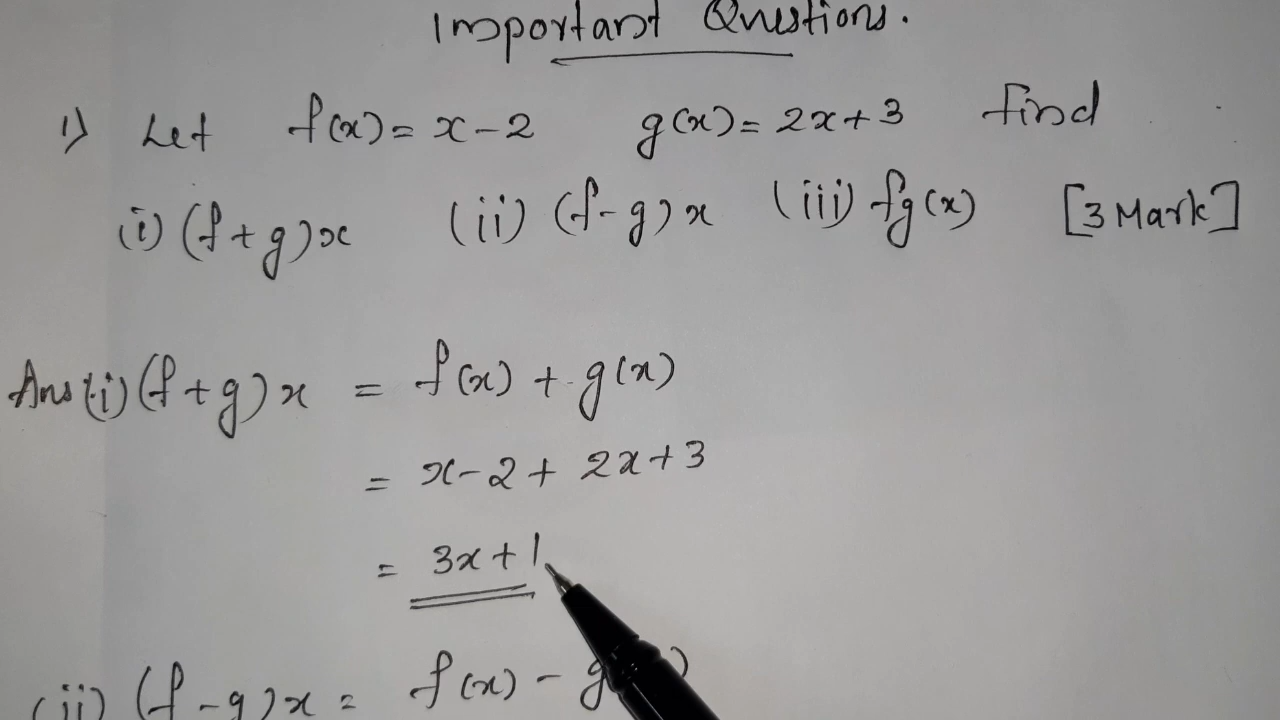 Important Questions.
1) Let f(x) = x-2 g(x) = 2x+3 find
(i) (f+g)x (ii) (f-g)x (iii) fg(x) [3 Mark]
Ans (i) (f+g)x = f(x) + g(x)
= x-2 + 2x+3
= 3x+1
(ii) (f-g)x = f(x) - g